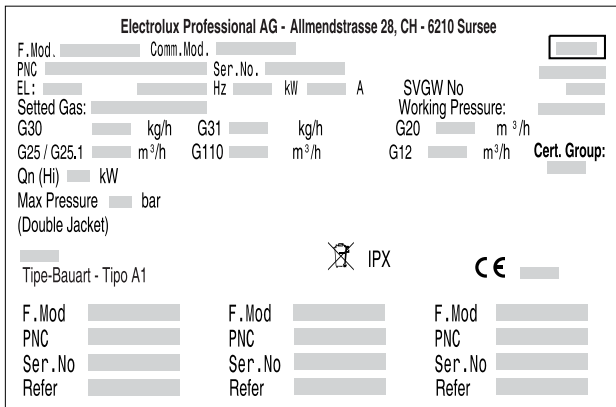 Electrolux Professional AG - Allmendstrasse 28, CH - 6210 Sursee
F.Mod. Comm.Mod.
PNC Ser.No.
EL: Hz kW A SVGW No
Setted Gas: Working Pressure:
G30 kg/h G31 kg/h G20 m³/h
G25 / G25.1 m³/h G110 m³/h G12 m³/h Cert. Group:
Qn (Hi) kW
Max Pressure bar
(Double Jacket)
IPX CE
Tipe-Bauart - Tipo A1
F.Mod F.Mod F.Mod
PNC PNC PNC
Ser.No Ser.No Ser.No
Refer Refer Refer